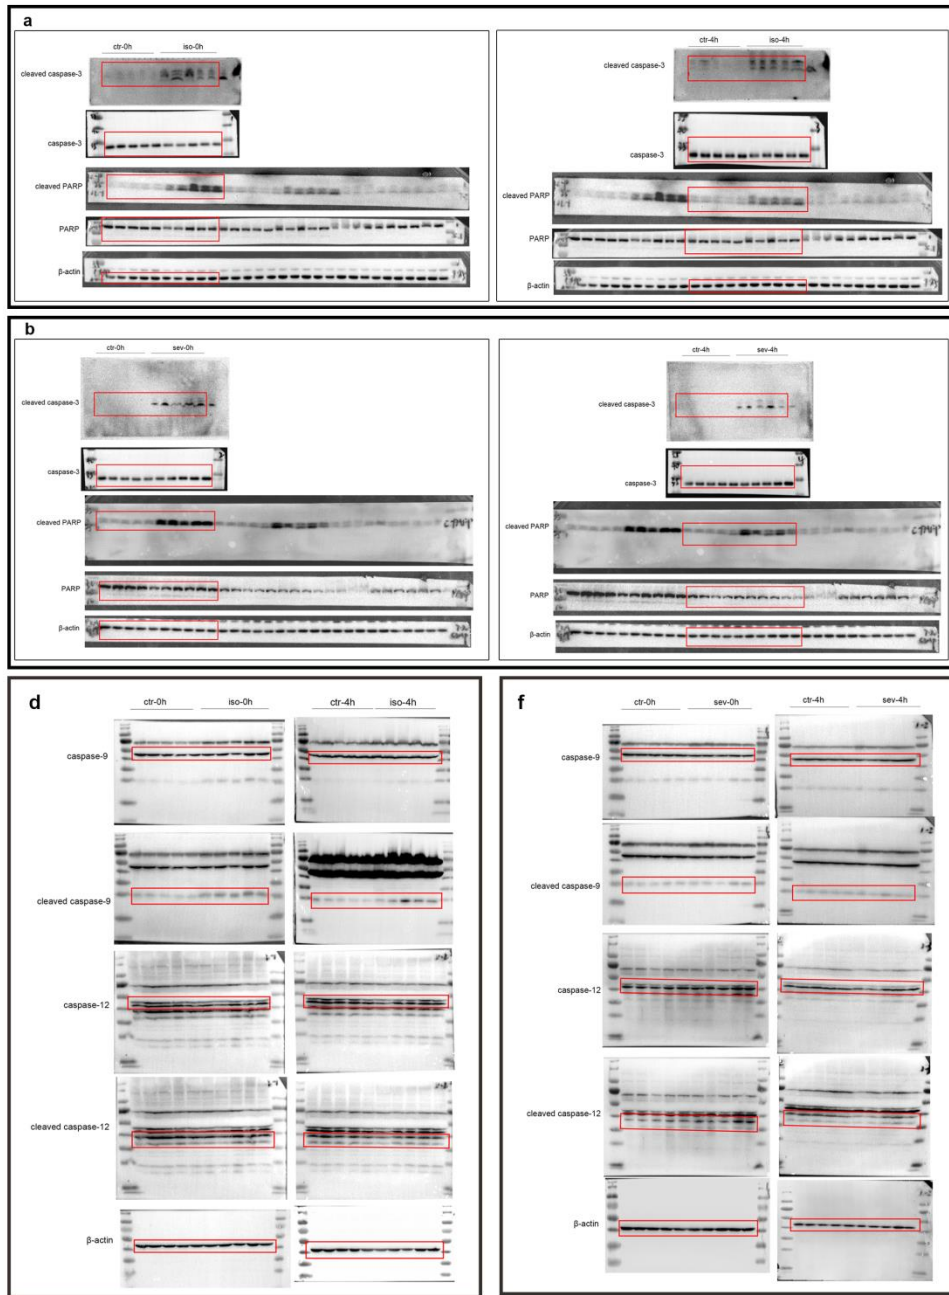 a
ctr-0h iso-0h
cleaved caspase-3
caspase-3
cleaved PARP
PARP
β-actin
ctr-4h iso-4h
cleaved caspase-3
caspase-3
cleaved PARP
PARP
β-actin
b
ctr-0h sev-0h
cleaved caspase-3
caspase-3
cleaved PARP
PARP
β-actin
ctr-4h sev-4h
cleaved caspase-3
caspase-3
cleaved PARP
PARP
β-actin
d
ctr-0h iso-0h ctr-4h iso-4h
caspase-9
cleaved caspase-9
caspase-12
cleaved caspase-12
β-actin
f
ctr-0h sev-0h ctr-4h sev-4h
caspase-9
cleaved caspase-9
caspase-12
cleaved caspase-12
β-actin